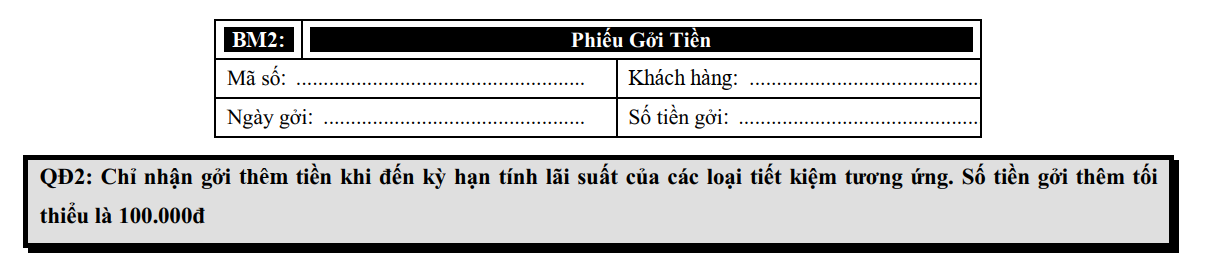 BM2: Phiếu Gởi Tiền
Mã số: ..................................................... Khách hàng: ..........................................
Ngày gởi: ................................................ Số tiền gởi: ............................................
QĐ2: Chỉ nhận gởi thêm tiền khi đến kỳ hạn tính lãi suất của các loại tiết kiệm tương ứng. Số tiền gởi thêm tối
thiểu là 100.000đ